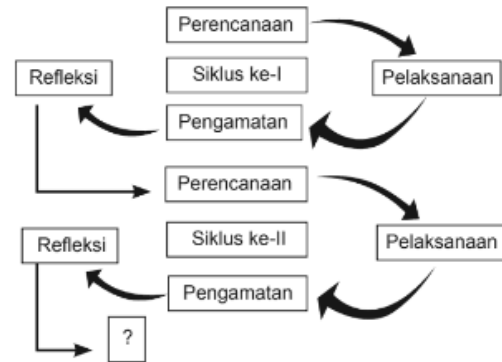 Perencanaan
Refleksi
Siklus ke-I
Pelaksanaan
Pengamatan
Perencanaan
Refleksi
Siklus ke-II
Pelaksanaan
Pengamatan
?